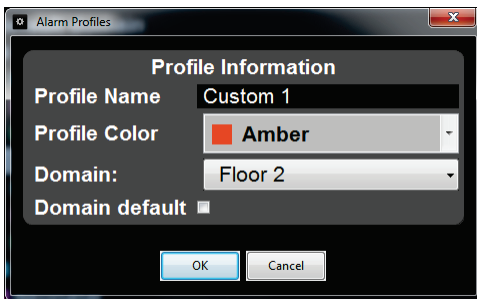 Alarm Profiles
Profile Information
Profile Name Custom 1
Profile Color Amber
Domain: Floor 2
Domain default
OK Cancel